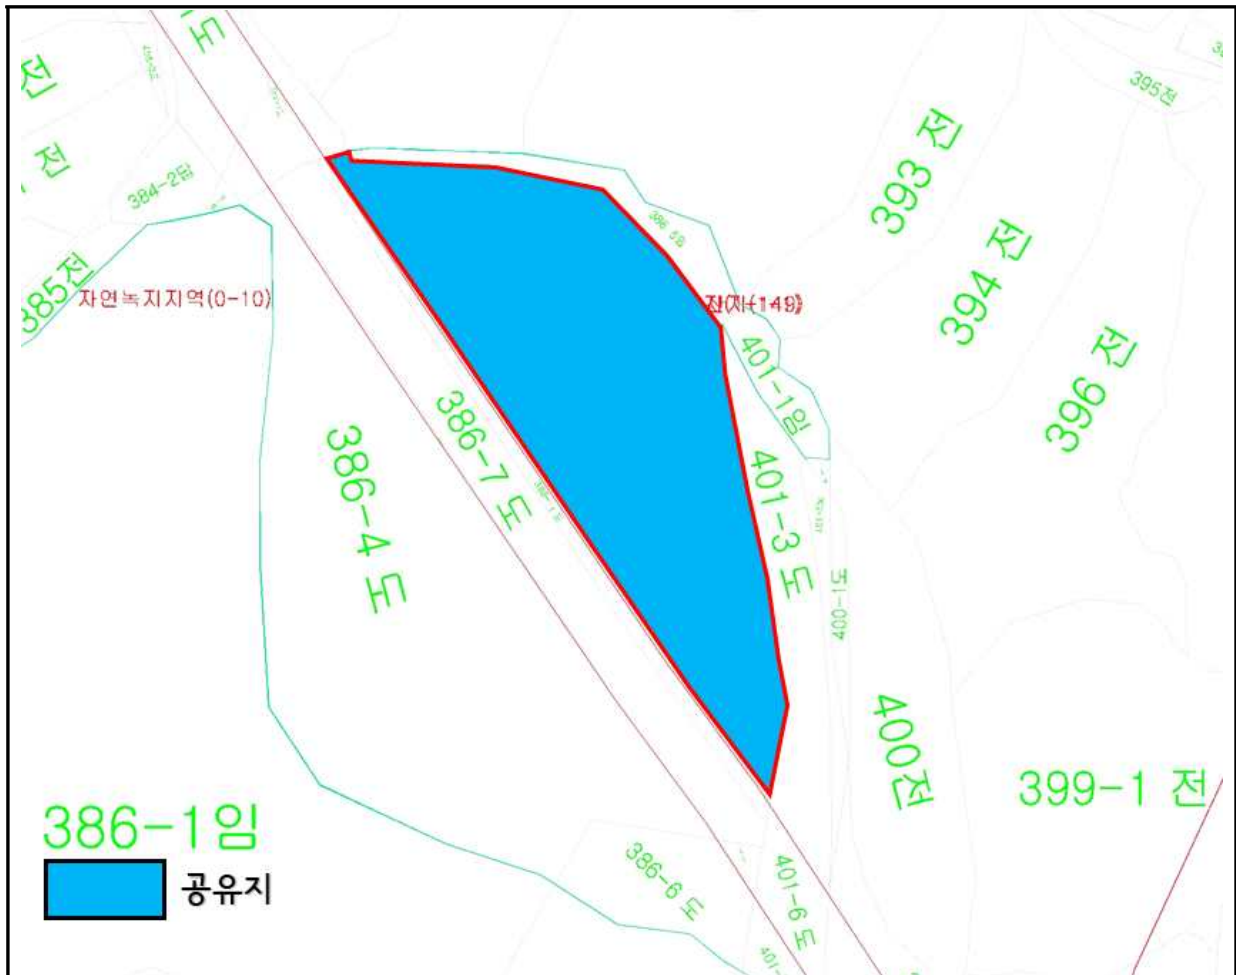 도
전
전
384-2답
385전
자연녹지지역(0-10)
386-4 도
386-7 도
401-1임
401-3 도
393 전
394 전
395전
396 전
400-1도
400전
399-1 전
386-1임
공유지
386-6 도
401-6 도
401-